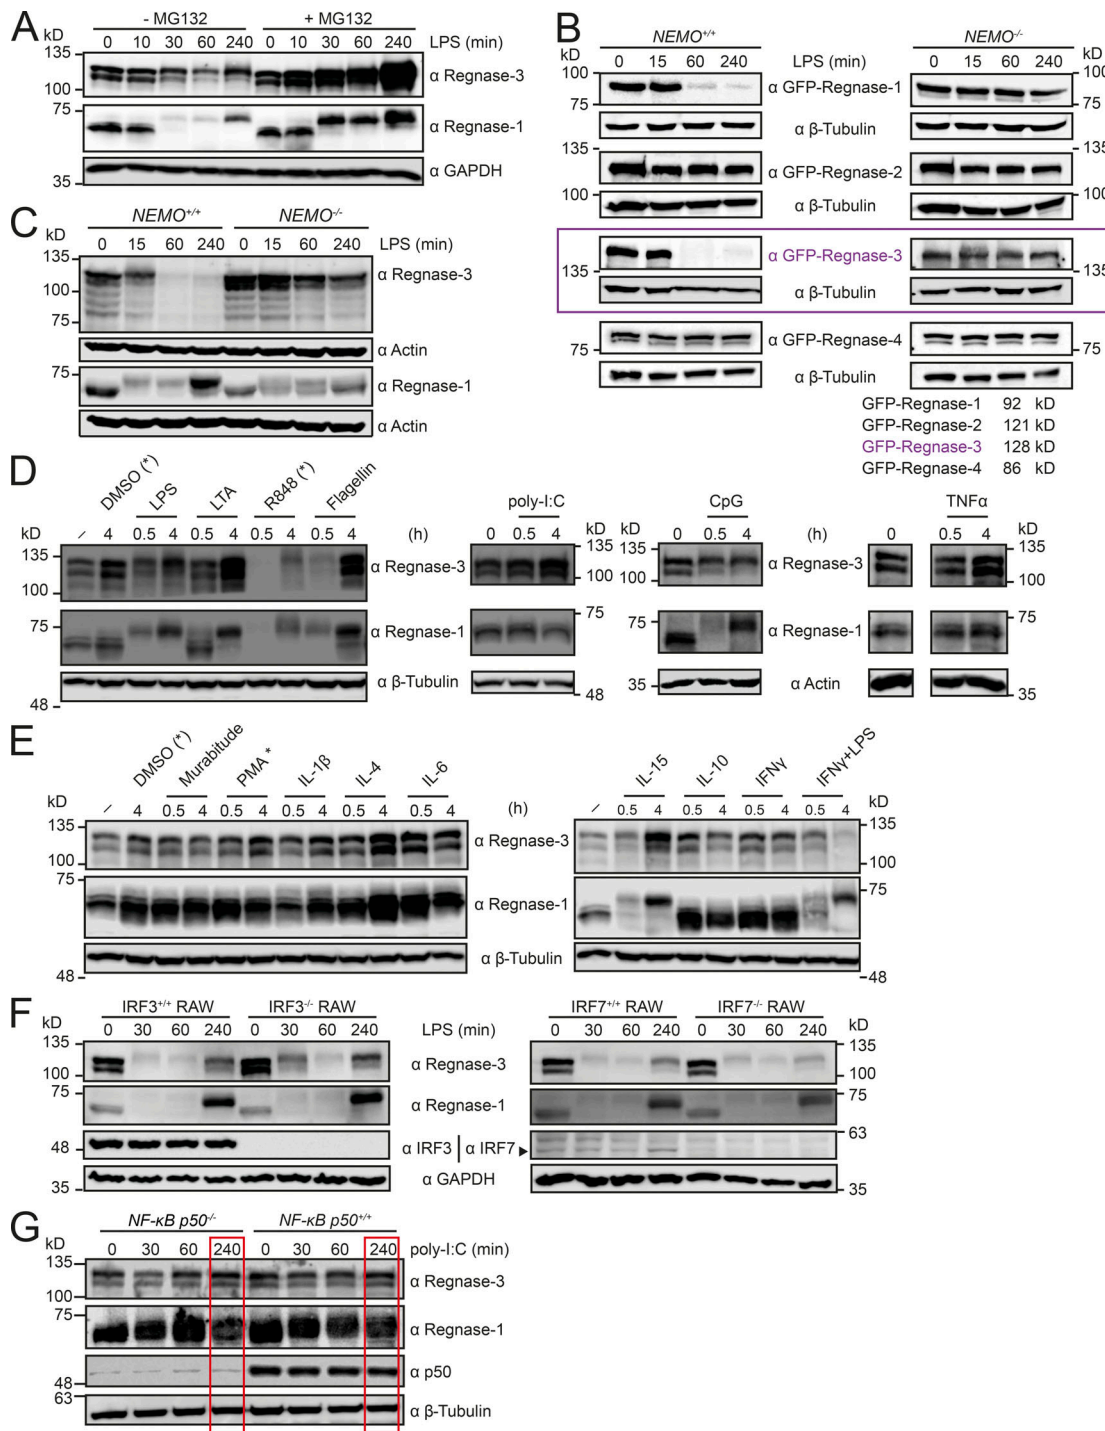 A
- MG132 + MG132
kD 0 10 30 60 240 0 10 30 60 240 LPS (min)
135
100
α Regnase-3
75
α Regnase-1
35
α GAPDH
B
NEMO+/+ NEMO-/-
kD 0 15 60 240 LPS (min) 0 15 60 240 kD
100 α GFP-Regnase-1 100
75 75
α β-Tubulin
135 α GFP-Regnase-2 135
100 α β-Tubulin 100
α GFP-Regnase-3
135 135
α β-Tubulin
α GFP-Regnase-4
75 75
α β-Tubulin
GFP-Regnase-1 92 kD
GFP-Regnase-2 121 kD
GFP-Regnase-3 128 kD
GFP-Regnase-4 86 kD
C
NEMO+/+ NEMO-/-
kD 0 15 60 240 0 15 60 240 LPS (min)
135
α Regnase-3
100
75
α Actin
75
α Regnase-1
α Actin
D
DMSO (*) LPS LTA R848 (*) Flagellin poly-I:C CpG TNFα
kD kD kD kD
⁄ 4 0.5 4 0.5 4 0.5 4 0.5 4 (h) 0 0.5 4 0 0.5 4 (h) 0 0.5 4
135 α Regnase-3 135 135 α Regnase-3 135
100 100 100 100
75 α Regnase-1 75 75 α Regnase-1 75
α β-Tubulin 35 α Actin 35
48 48
E
DMSO (*) Murabitude PMA * IL-1β IL-4 IL-6 IL-15 IL-10 IFNγ IFNγ+LPS
kD ⁄ 4 0.5 4 0.5 4 0.5 4 0.5 4 0.5 4 (h) ⁄ 0.5 4 0.5 4 0.5 4 0.5 4 kD
135 α Regnase-3 135
100 100
75 α Regnase-1 75
α β-Tubulin
48 48
F
IRF3+/+ RAW IRF3-/- RAW IRF7+/+ RAW IRF7-/- RAW
kD 0 30 60 240 0 30 60 240 LPS (min) 0 30 60 240 0 30 60 240 kD
135 α Regnase-3 135
100 100
75 α Regnase-1 75
48 α IRF3 | α IRF7 ► 63
35 α GAPDH 35
G
NF-κB p50-/- NF-κB p50+/+
kD 0 30 60 240 0 30 60 240 poly-I:C (min)
135
α Regnase-3
100
75
α Regnase-1
α p50
48
63
α β-Tubulin